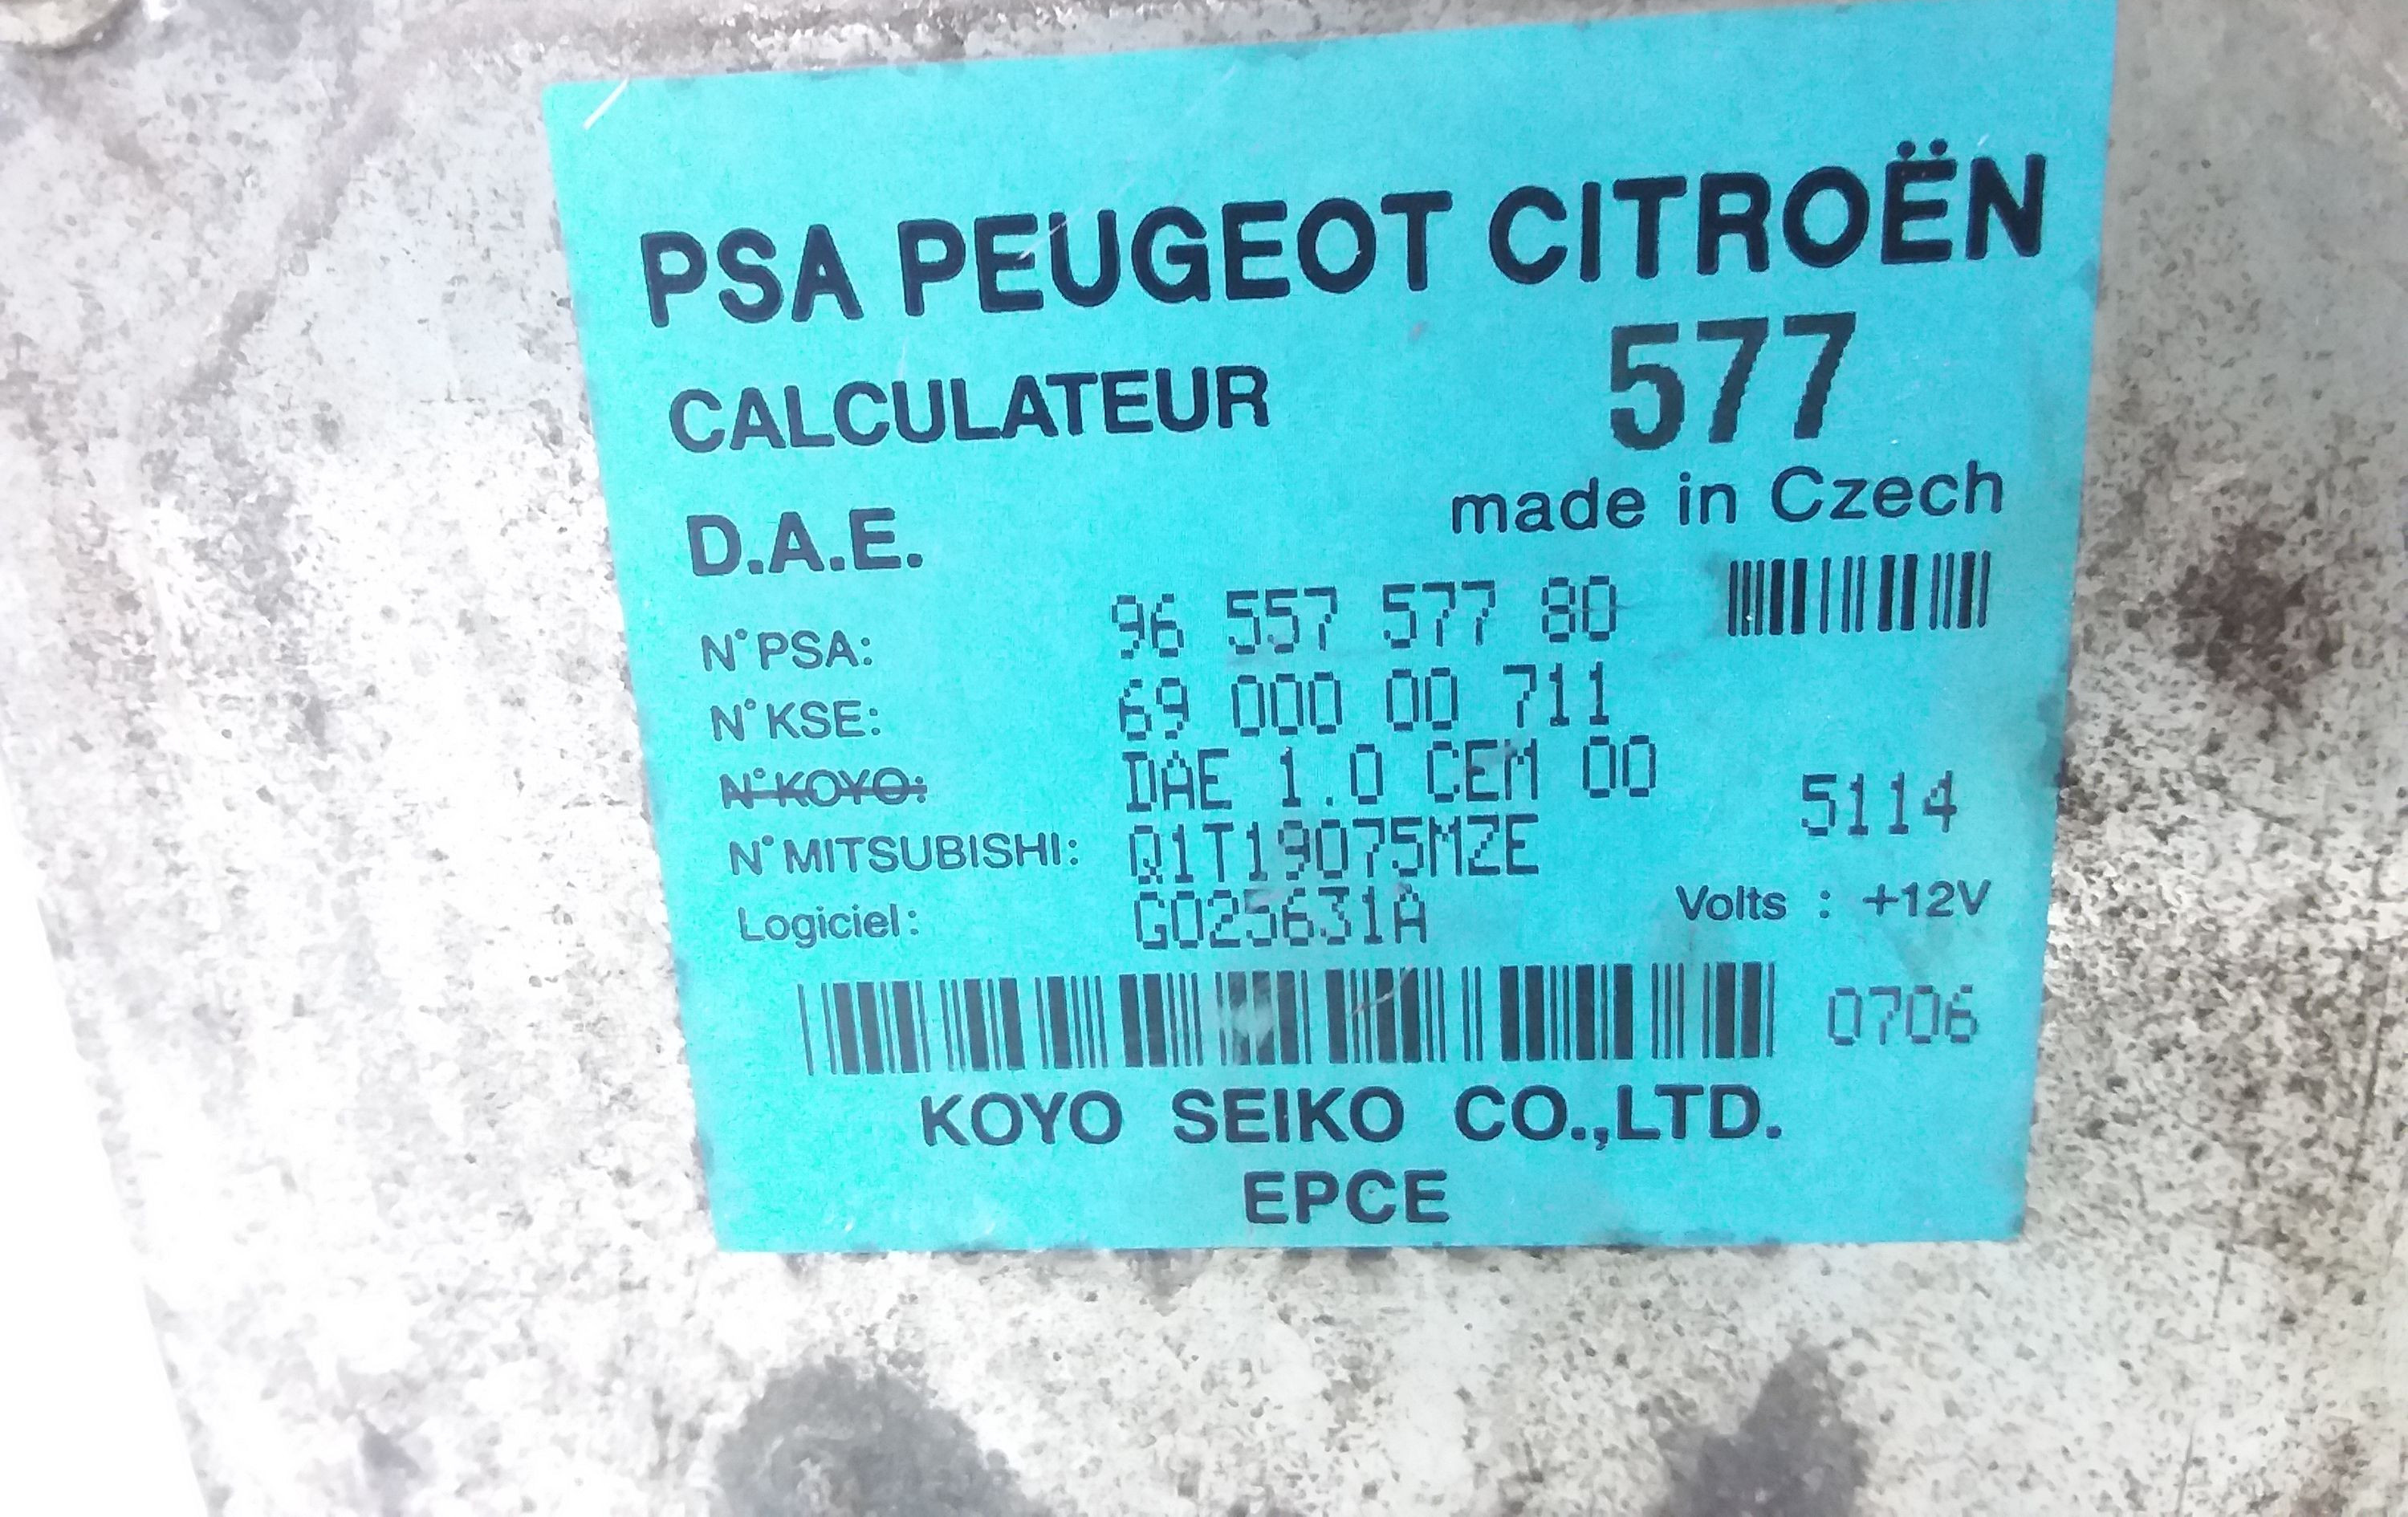 PSA PEUGEOT CITROËN
CALCULATEUR 577
made in Czech
D.A.E.
N°PSA: 96 557 577 80
N°KSE: 69 000 00 711
N°KOYO: DAE 1.0 CEM 00 5114
N°MITSUBISHI: Q1T19075MZE
Logiciel: G025631A Volts : +12V
0706
KOYO SEIKO CO.,LTD.
EPCE